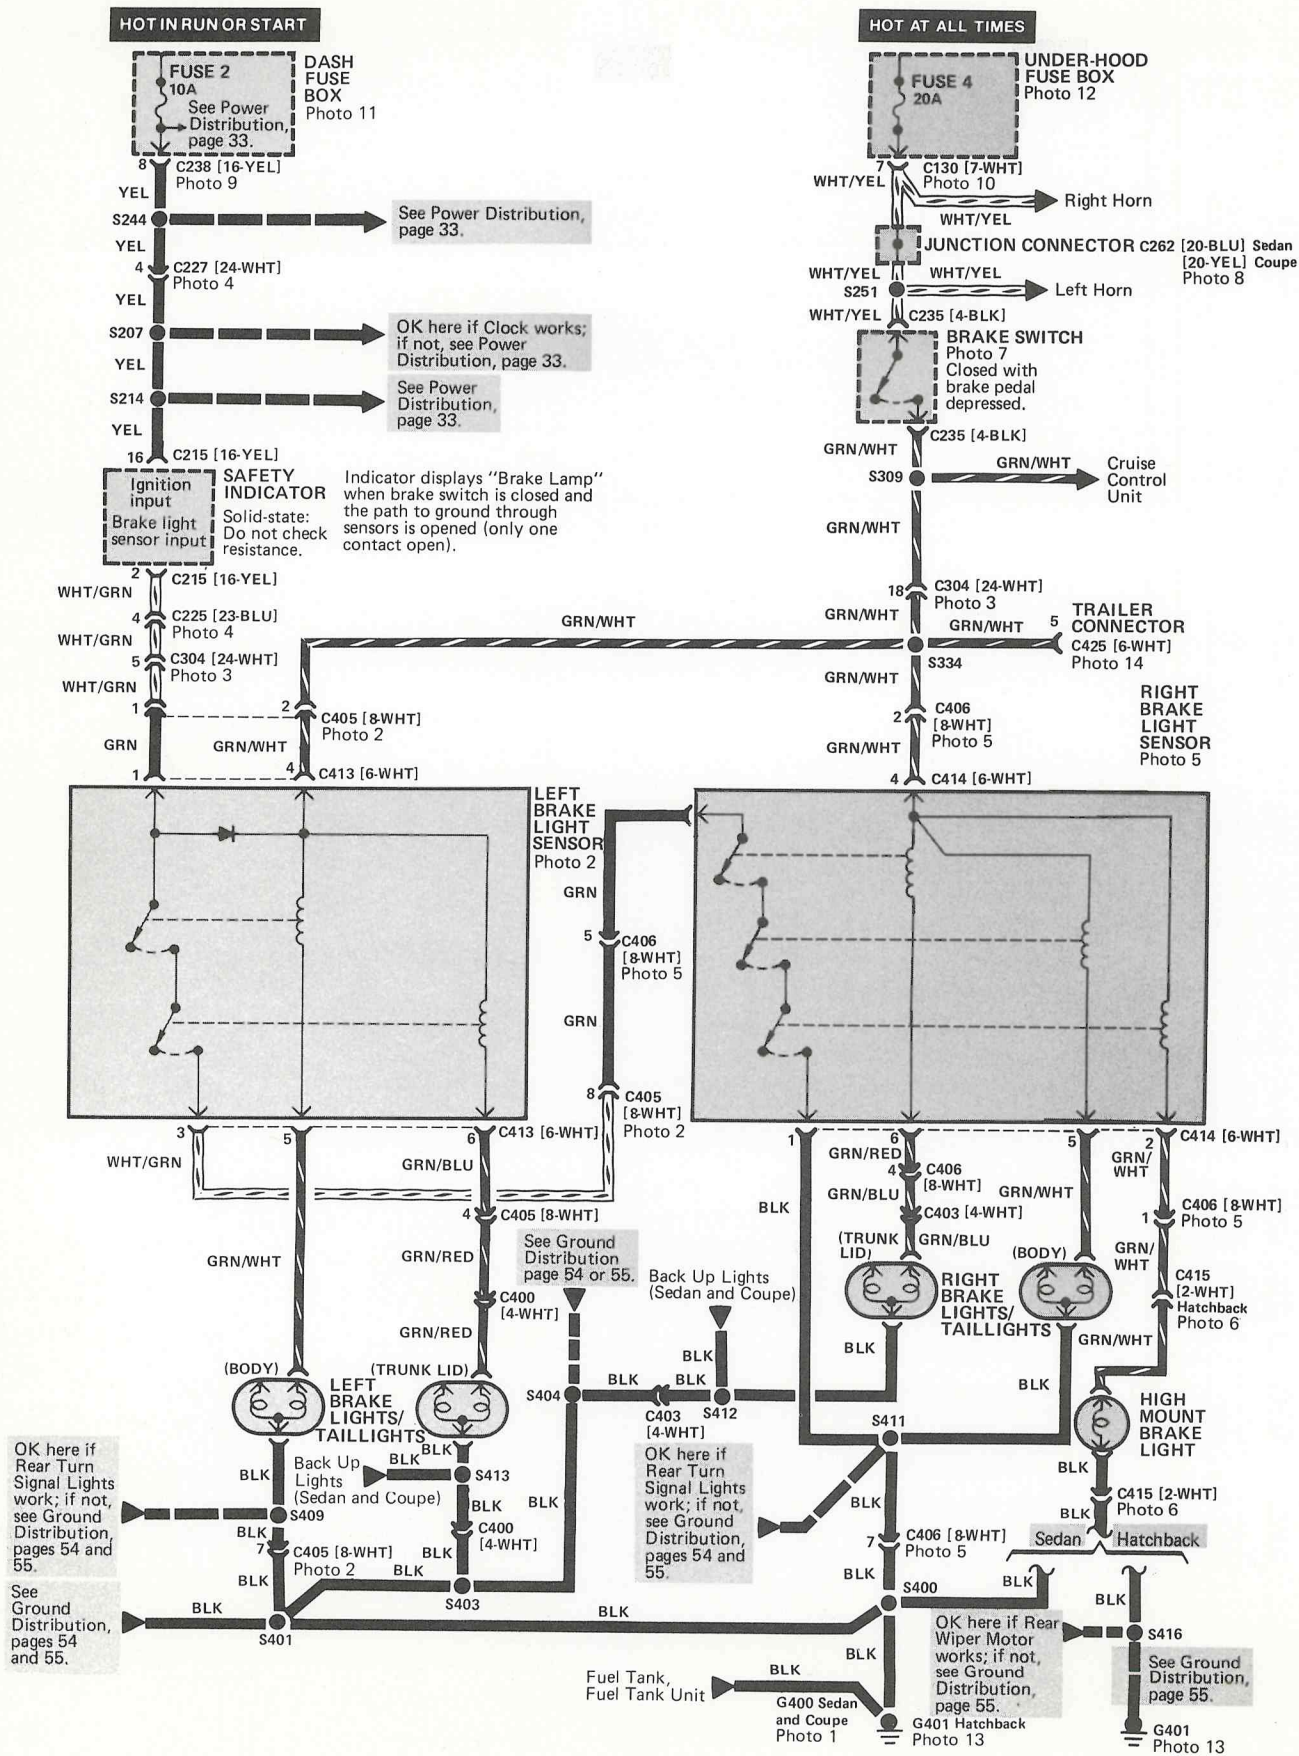 HOT IN RUN OR START
FUSE 2
10A
See Power
Distribution,
page 33.
DASH
FUSE
BOX
Photo 11
8
C238 [16-YEL]
Photo 9
YEL
S244
See Power Distribution,
page 33.
YEL
4
C227 [24-WHT]
Photo 4
YEL
S207
OK here if Clock works;
if not, see Power
Distribution, page 33.
YEL
S214
See Power
Distribution,
page 33.
YEL
16
C215 [16-YEL]
Ignition
input
Brake light
sensor input
SAFETY
INDICATOR
Solid-state:
Do not check
resistance.
Indicator displays "Brake Lamp"
when brake switch is closed and
the path to ground through
sensors is opened (only one
contact open).
2
C215 [16-YEL]
WHT/GRN
4
C225 [23-BLU]
Photo 4
WHT/GRN
5
C304 [24-WHT]
Photo 3
WHT/GRN
1
2
C405 [8-WHT]
Photo 2
GRN
GRN/WHT
1
4
C413 [6-WHT]
HOT AT ALL TIMES
FUSE 4
20A
UNDER-HOOD
FUSE BOX
Photo 12
7
C130 [7-WHT]
Photo 10
WHT/YEL
Right Horn
WHT/YEL
JUNCTION CONNECTOR C262 [20-BLU] Sedan
[20-YEL] Coupe
Photo 8
WHT/YEL
WHT/YEL
S251
Left Horn
WHT/YEL
C235 [4-BLK]
BRAKE SWITCH
Photo 7
Closed with
brake pedal
depressed.
C235 [4-BLK]
GRN/WHT
S309
GRN/WHT
Cruise
Control
Unit
GRN/WHT
18
C304 [24-WHT]
Photo 3
GRN/WHT
GRN/WHT
GRN/WHT
5
TRAILER
CONNECTOR
C425 [6-WHT]
Photo 14
S334
GRN/WHT
2
C406
[8-WHT]
Photo 5
GRN/WHT
4
C414 [6-WHT]
RIGHT
BRAKE
LIGHT
SENSOR
Photo 5
LEFT
BRAKE
LIGHT
SENSOR
Photo 2
GRN
5
C406
[8-WHT]
Photo 5
GRN
8
C405
[8-WHT]
Photo 2
3
5
6
C413 [6-WHT]
WHT/GRN
GRN/BLU
4
C405 [8-WHT]
GRN/WHT
GRN/RED
C400
[4-WHT]
GRN/RED
See Ground
Distribution
page 54 or 55.
Back Up Lights
(Sedan and Coupe)
1
6
5
2
C414 [6-WHT]
GRN/RED
4
C406
[8-WHT]
GRN/BLU
C403 [4-WHT]
GRN/BLU
GRN/WHT
GRN/
WHT
1
C406 [8-WHT]
Photo 5
GRN/
WHT
C415
[2-WHT]
Hatchback
Photo 6
GRN/WHT
BLK
(TRUNK
LID)
(BODY)
RIGHT
BRAKE
LIGHTS/
TAILLIGHTS
BLK
BLK
(BODY)
(TRUNK LID)
LEFT
BRAKE
LIGHTS/
TAILLIGHTS
S404
BLK
BLK
BLK
C403
[4-WHT]
S412
S411
HIGH
MOUNT
BRAKE
LIGHT
OK here if
Rear Turn
Signal Lights
work; if not,
see Ground
Distribution,
pages 54 and
55.
BLK
BLK
BLK
Back Up
Lights
(Sedan and Coupe)
S413
S409
BLK
BLK
BLK
7
C405 [8-WHT]
Photo 2
C400
[4-WHT]
BLK
BLK
BLK
S403
OK here if
Rear Turn
Signal Lights
work; if not,
see Ground
Distribution,
pages 54 and
55.
BLK
7
C406 [8-WHT]
Photo 5
BLK
S400
BLK
C415 [2-WHT]
Photo 6
BLK
Sedan
Hatchback
BLK
BLK
See
Ground
Distribution,
pages 54
and 55.
BLK
S401
BLK
OK here if Rear
Wiper Motor
works; if not,
see Ground
Distribution,
page 55.
S416
See Ground
Distribution,
page 55.
BLK
Fuel Tank,
Fuel Tank Unit
BLK
G400 Sedan
and Coupe
Photo 1
G401 Hatchback
Photo 13
G401
Photo 13